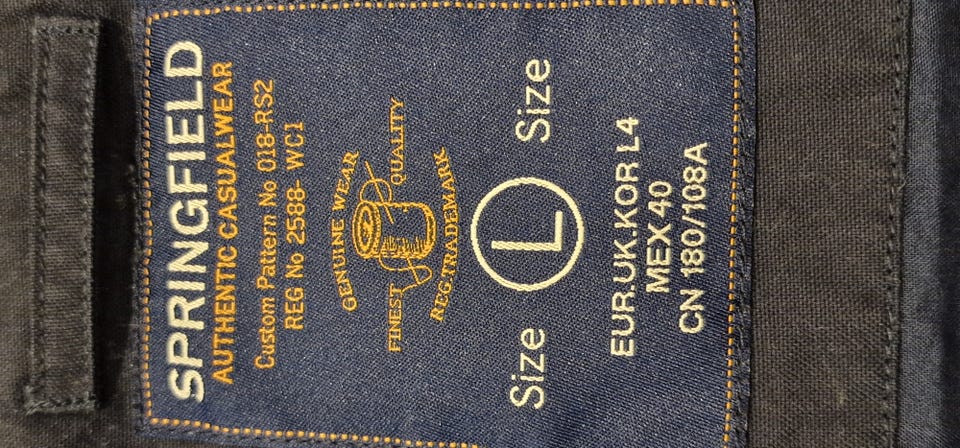 SPRINGFIELD
AUTHENTIC CASUALWEAR
Custom Pattern No 018-RS2
REG No 2588- WC1
GENUINE WEAR
FINEST QUALITY
REG.TRADEMARK
Size L Size
EUR.UK.KOR L4
MEX 40
CN 180/108A